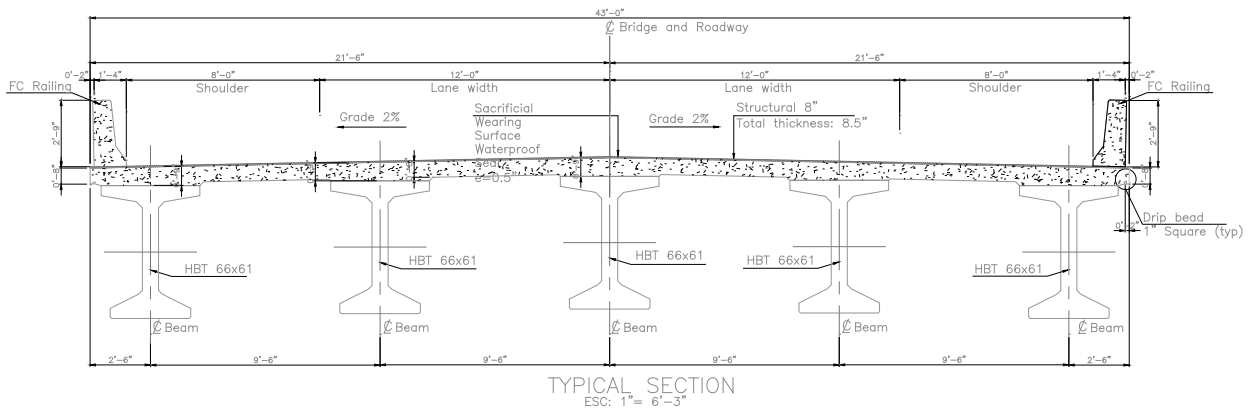 43'-0"
℄ Bridge and Roadway
21'-6" 21'-6"
0'-2" 1'-4" 8'-0" 12'-0" 12'-0" 8'-0" 1'-4" 0'-2"
FC Railing Shoulder Lane width Lane width Shoulder FC Railing
Grade 2%
Sacrificial
Wearing
Surface
Waterproof
Seal
e=0.5"
Grade 2%
Structural 8"
Total thickness: 8.5"
2'-9"
2'-9"
0'-8"
0'-8"
Drip bead
1" Square (typ)
0'-2"
HBT 66x61
HBT 66x61
HBT 66x61
HBT 66x61
HBT 66x61
℄ Beam
℄ Beam
℄ Beam
℄ Beam
℄ Beam
2'-6" 9'-6" 9'-6" 9'-6" 9'-6" 2'-6"
TYPICAL SECTION
ESC: 1"= 6'-3"